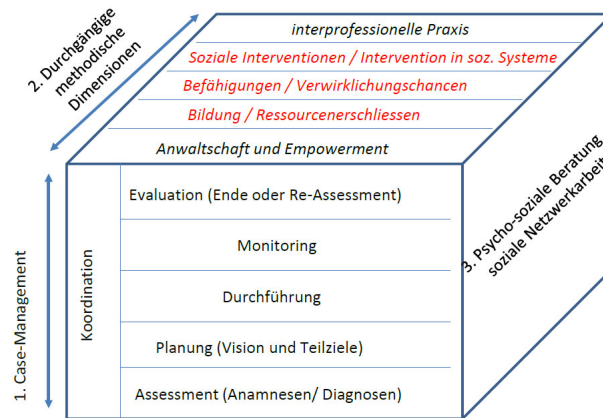 2. Durchgängige
methodische
Dimensionen
interprofessionelle Praxis
Soziale Interventionen / Intervention in soz. Systeme
Befähigungen / Verwirklichungschancen
Bildung / Ressourcenerschliessen
Anwaltschaft und Empowerment
1. Case-Management
Koordination
Evaluation (Ende oder Re-Assessment)
Monitoring
Durchführung
Planung (Vision und Teilziele)
Assessment (Anamnesen/ Diagnosen)
3. Psycho-soziale Beratung
soziale Netzwerkarbeit